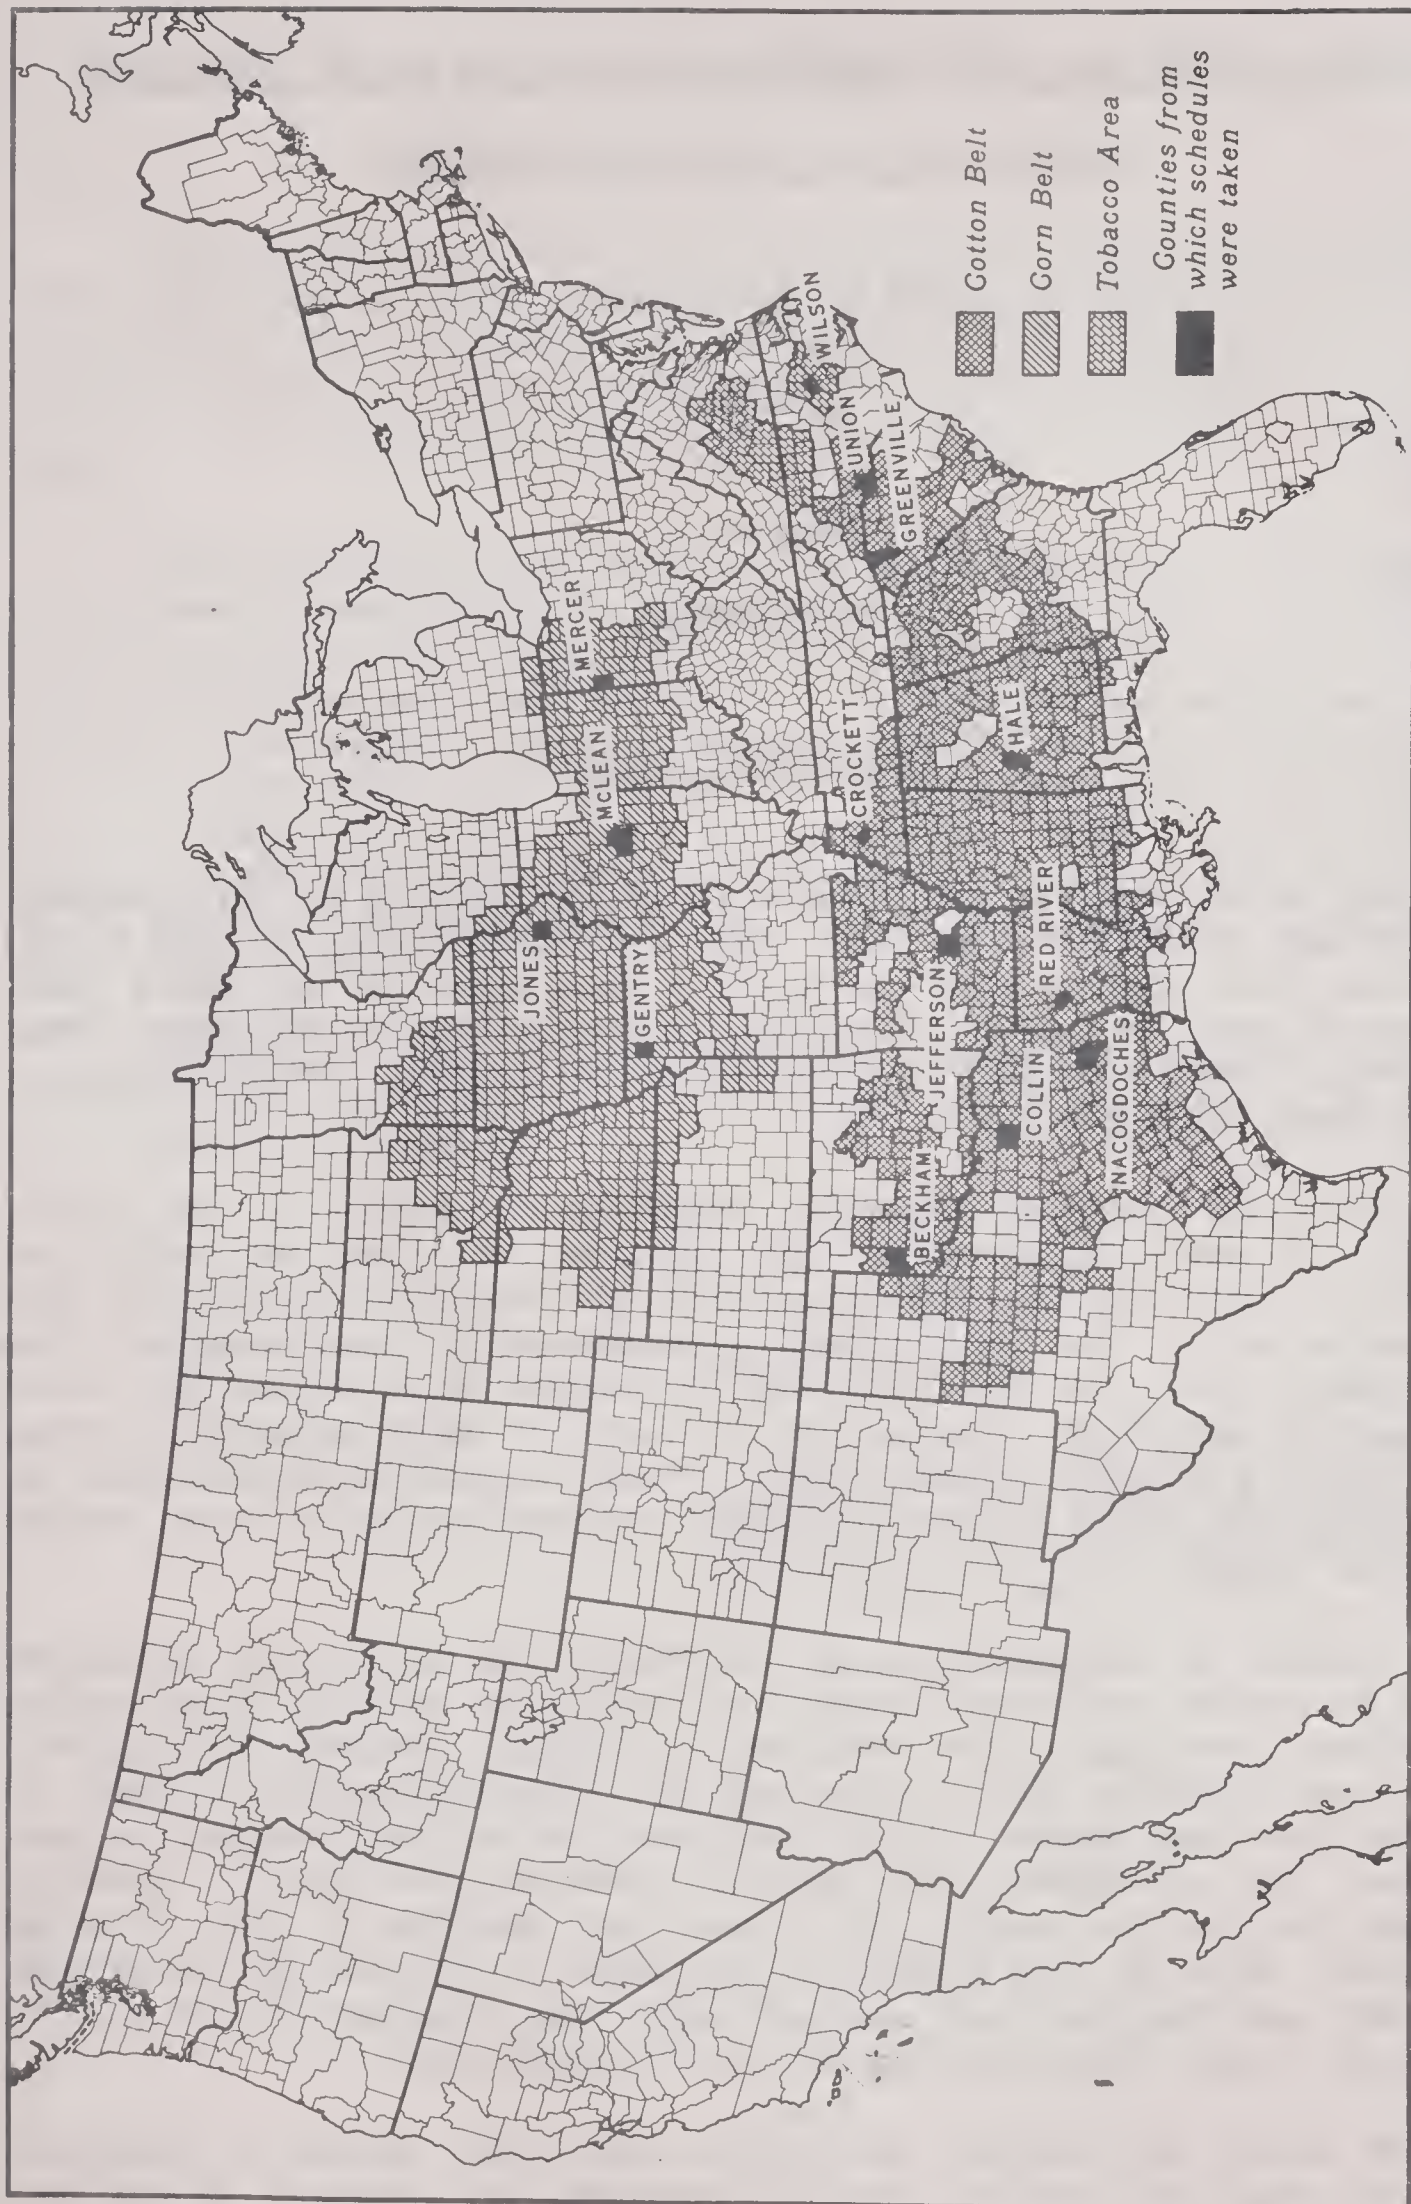 MERCER
MCLEAN
JONES
GENTRY
WILSON
UNION
GREENVILLE
CROCKETT
HALE
RED RIVER
JEFFERSON
BECKHAM
COLLIN
NACOGDOCHES
Cotton Belt
Corn Belt
Tobacco Area
Counties from
which schedules
were taken